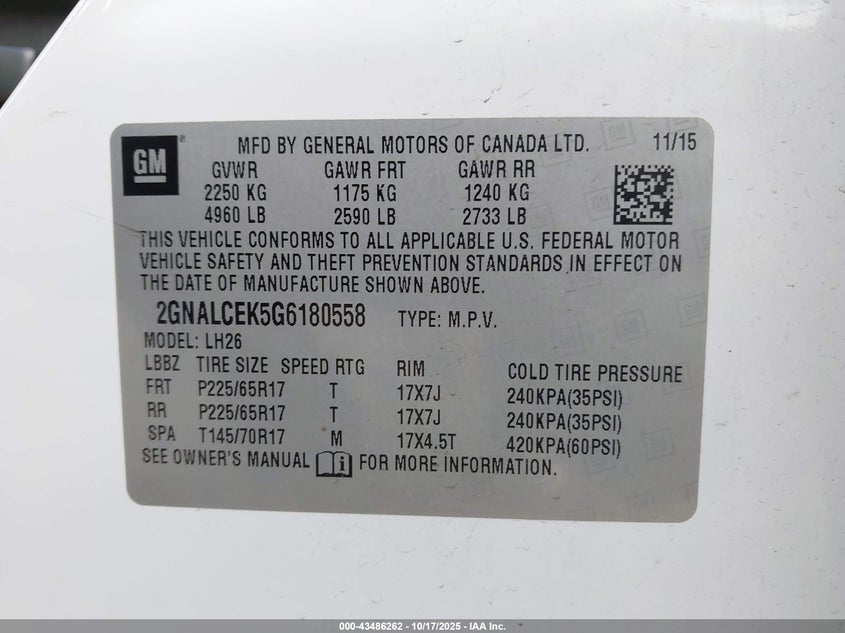 GM ® MFD BY GENERAL MOTORS OF CANADA LTD. 11/15
GVWR GAWR FRT GAWR RR
2250 KG 1175 KG 1240 KG
4960 LB 2590 LB 2733 LB
THIS VEHICLE CONFORMS TO ALL APPLICABLE U.S. FEDERAL MOTOR
VEHICLE SAFETY AND THEFT PREVENTION STANDARDS IN EFFECT ON
THE DATE OF MANUFACTURE SHOWN ABOVE.
2GNALCEK5G6180558 TYPE: M.P.V.
MODEL: LH26
LBBZ TIRE SIZE SPEED RTG RIM COLD TIRE PRESSURE
FRT P225/65R17 T 17X7J 240KPA(35PSI)
RR P225/65R17 T 17X7J 240KPA(35PSI)
SPA T145/70R17 M 17X4.5T 420KPA(60PSI)
SEE OWNER'S MANUAL FOR MORE INFORMATION.
000-43486262 - 10/17/2025 - IAA Inc.